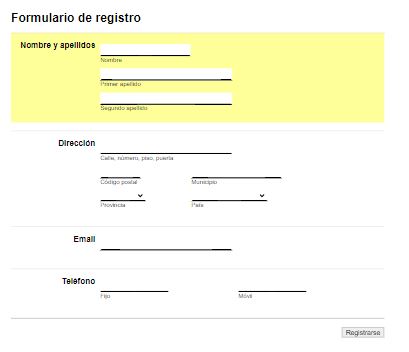 Formulario de registro
Nombre y apellidos
Nombre
Primer apellido
Segundo apellido
Dirección
Calle, número, piso, puerta
Código postal Municipio
Provincia País
Email
Teléfono
Fijo Móvil
Registrarse